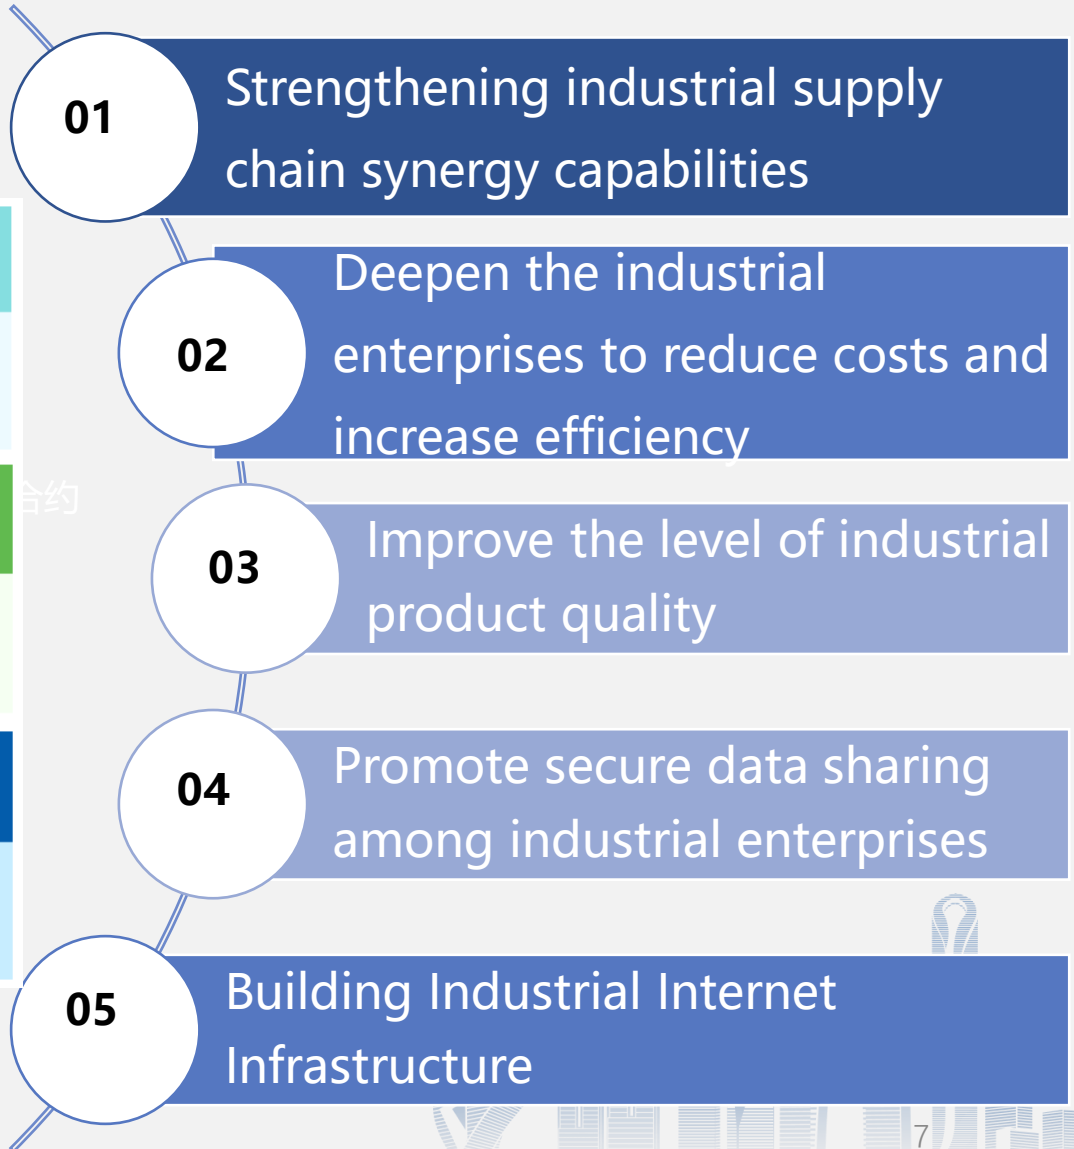 01
Strengthening industrial supply
chain synergy capabilities
02
Deepen the industrial
enterprises to reduce costs and
increase efficiency
合约
03
Improve the level of industrial
product quality
04
Promote secure data sharing
among industrial enterprises
05
Building Industrial Internet
Infrastructure
7